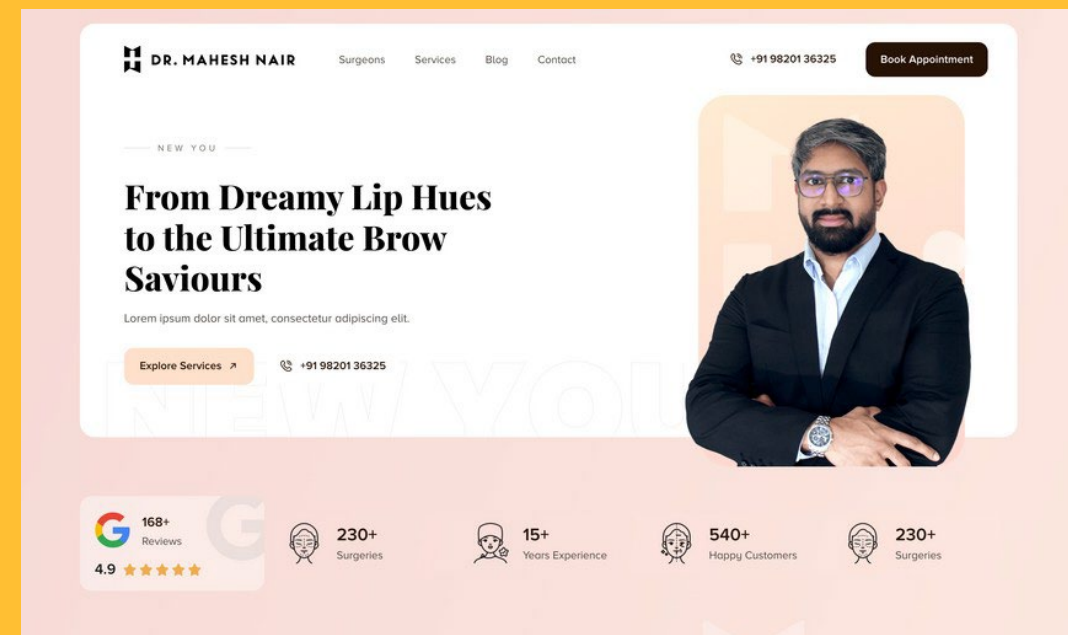 DR. MAHESH NAIR
Surgeons
Services
Blog
Contact
+91 98201 36325
Book Appointment
NEW YOU
From Dreamy Lip Hues
to the Ultimate Brow
Saviours
Lorem ipsum dolor sit amet, consectetur adipiscing elit.
Explore Services
+91 98201 36325
NEW YOU
168+
Reviews
4.9
230+
Surgeries
15+
Years Experience
540+
Happy Customers
230+
Surgeries